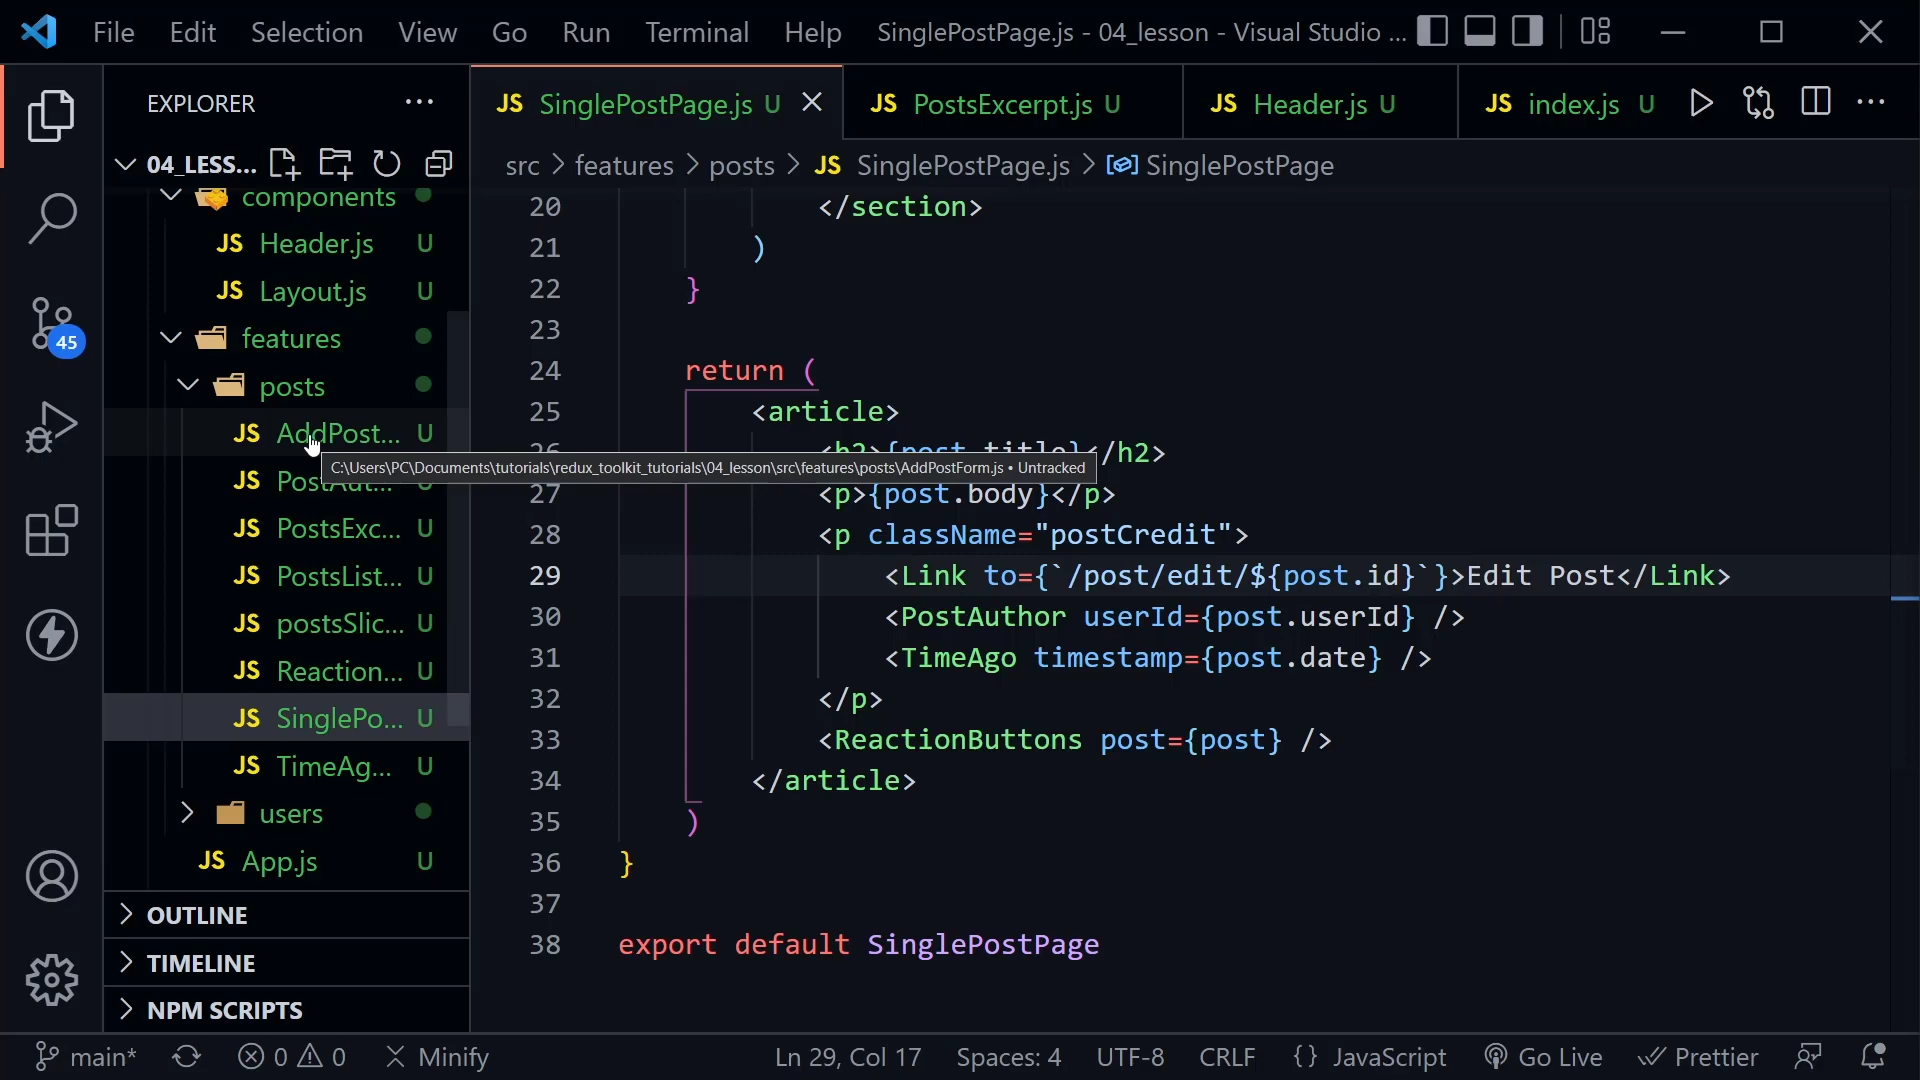 File Edit Selection View Go Run Terminal Help SinglePostPage.js - 04_lesson - Visual Studio ...
EXPLORER
04_LESS...
components
JS Header.js U
JS Layout.js U
features
posts
JS AddPost... U
JS PostAut... U
JS PostsExc... U
JS PostsList... U
JS postsSlic... U
JS Reaction... U
JS SinglePo... U
JS TimeAg... U
users
JS App.js U
OUTLINE
TIMELINE
NPM SCRIPTS
45
JS SinglePostPage.js U
JS PostsExcerpt.js U
JS Header.js U
JS index.js U
src > features > posts > JS SinglePostPage.js > SinglePostPage
20 </section>
21 )
22 }
23
24 return (
25 <article>
26 <h2>{post.title}</h2>
C:\Users\PC\Documents\tutorials\redux_toolkit_tutorials\04_lesson\src\features\posts\AddPostForm.js • Untracked
27 <p>{post.body}</p>
28 <p className="postCredit">
29 <Link to={`/post/edit/${post.id}`}>Edit Post</Link>
30 <PostAuthor userId={post.userId} />
31 <TimeAgo timestamp={post.date} />
32 </p>
33 <ReactionButtons post={post} />
34 </article>
35 )
36 }
37
38 export default SinglePostPage
main* 0 0 Minify Ln 29, Col 17 Spaces: 4 UTF-8 CRLF {} JavaScript Go Live Prettier